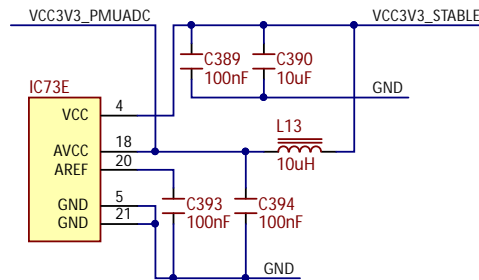 VCC3V3_PMUADC
VCC3V3_STABLE
C389
100nF
C390
10uF
GND
IC73E
VCC
4
AVCC
18
AREF
20
GND
5
GND
21
L13
10uH
C393
100nF
C394
100nF
GND